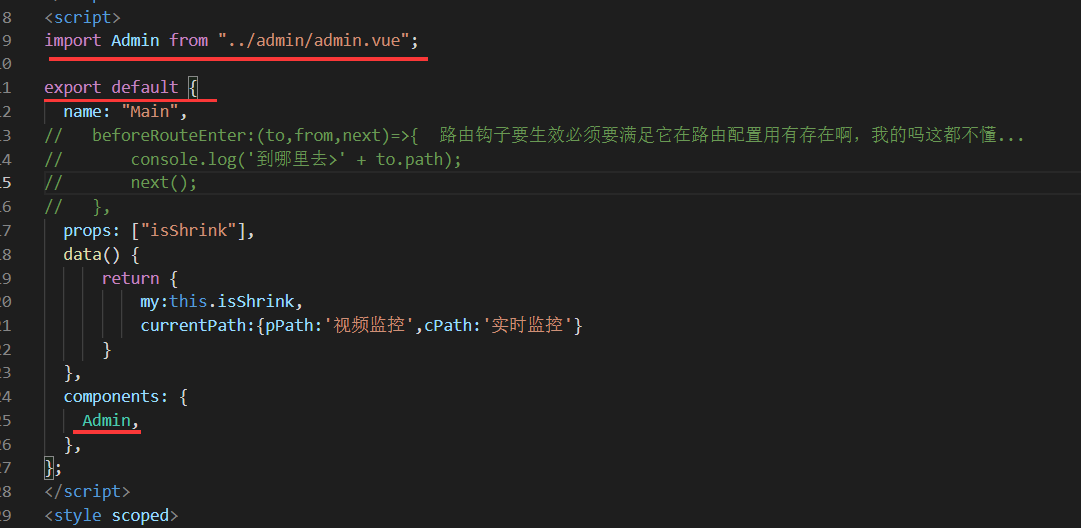 8 <script>
9 import Admin from "../admin/admin.vue";
10
11 export default {
12 name: "Main",
13 // beforeRouteEnter:(to,from,next)=>{ 路由钩子要生效必须要满足它在路由配置用有存在啊，我的吗这都不懂...
14 // console.log('到哪里去>' + to.path);
15 // next();
16 // },
17 props: ["isShrink"],
18 data() {
19 return {
20 my:this.isShrink,
21 currentPath:{pPath:'视频监控',cPath:'实时监控'}
22 }
23 },
24 components: {
25 Admin,
26 },
27 };
28 </script>
29 <style scoped>